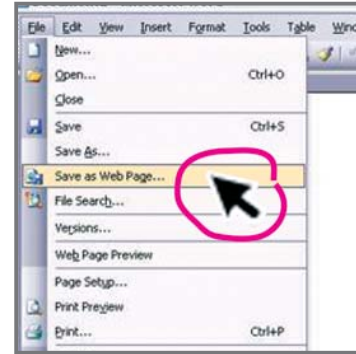 File Edit View Insert Format Tools Table
New...
Open... Ctrl+O
Close
Save Ctrl+S
Save As...
Save as Web Page...
File Search...
Versions...
Web Page Preview
Page Setup...
Print Preview
Print... Ctrl+P